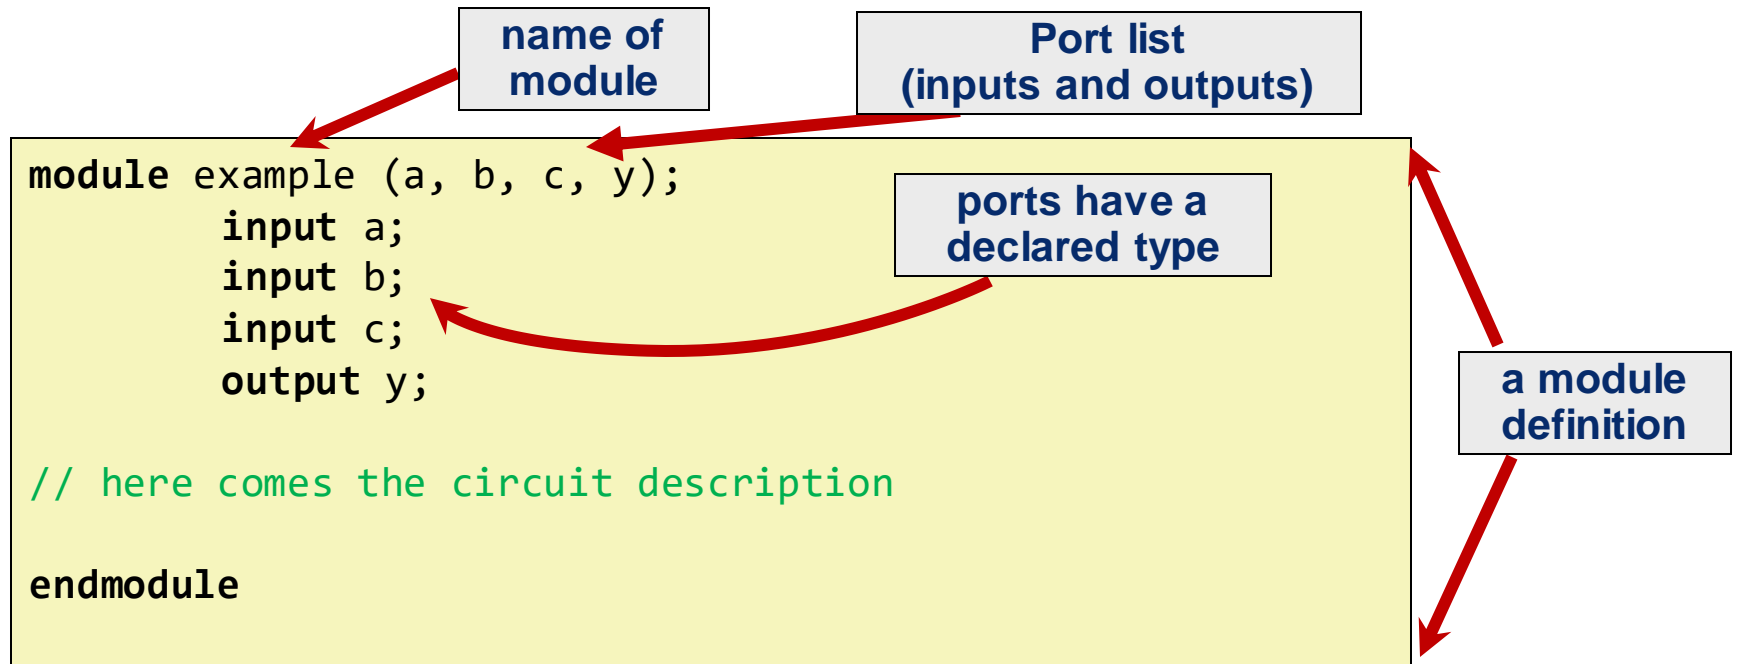 name of
module
Port list
(inputs and outputs)
module example (a, b, c, y);
input a;
ports have a
declared type
input b;
input c;
output y;
a module
definition
// here comes the circuit description
endmodule